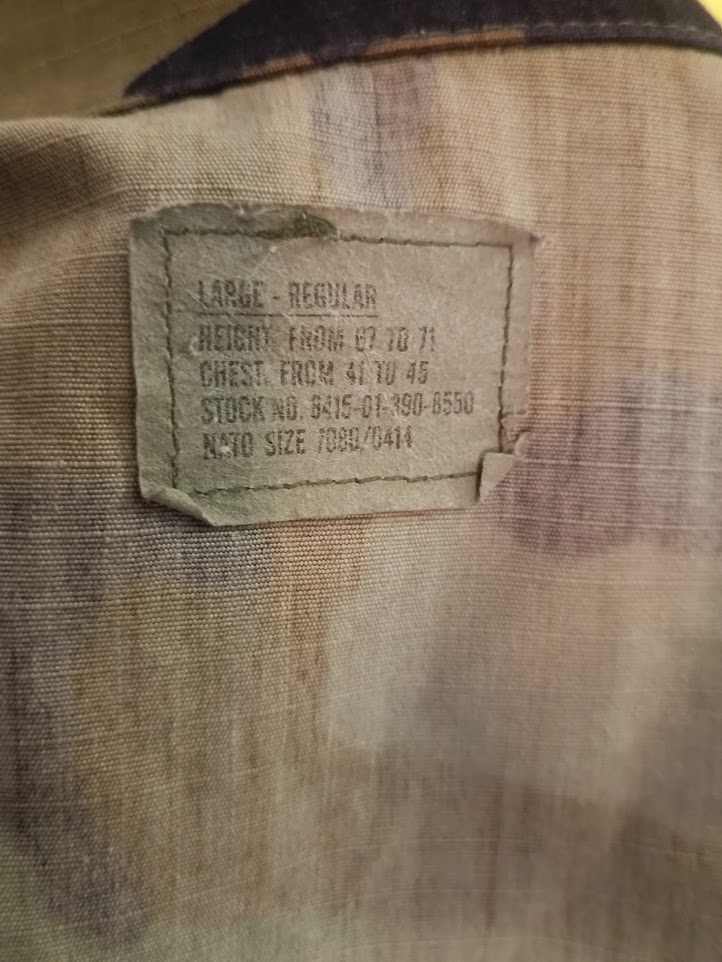 LARGE - REGULAR
HEIGHT. FROM 67 TO 71
CHEST. FROM 41 TO 45
STOCK NO. 8415-01-390-8550
NATO SIZE 7080/0414